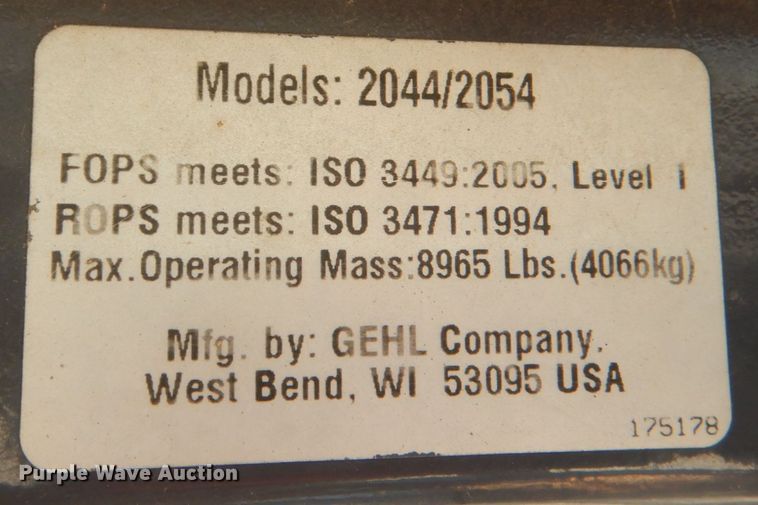 Models: 2044/2054
FOPS meets: ISO 3449:2005, Level I
ROPS meets: ISO 3471:1994
Max.Operating Mass:8965 Lbs.(4066kg)
Mfg. by: GEHL Company.
West Bend, WI 53095 USA
175178
Purple Wave Auction